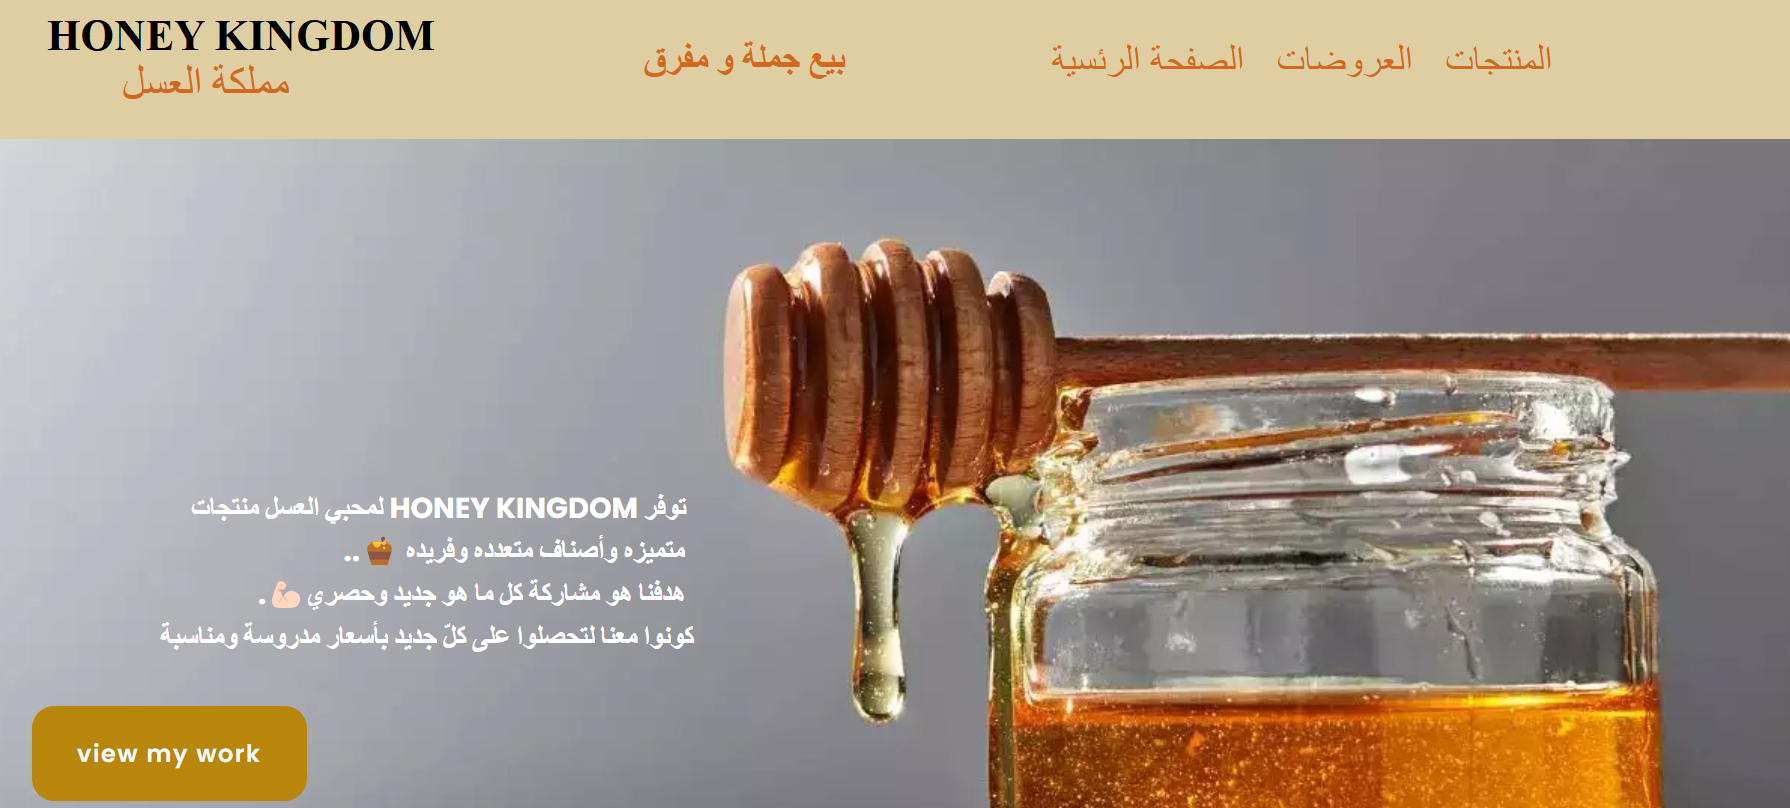 HONEY KINGDOM
مملكة العسل
بيع جملة و مفرق
الصفحة الرئسية العروضات المنتجات
توفر HONEY KINGDOM لمحبي العسل منتجات
متميزه وأصناف متعدده وفريده 🍯 ..
هدفنا هو مشاركة كل ما هو جديد وحصري 💪🏻 .
كونوا معنا لتحصلوا على كلّ جديد بأسعار مدروسة ومناسبة
view my work